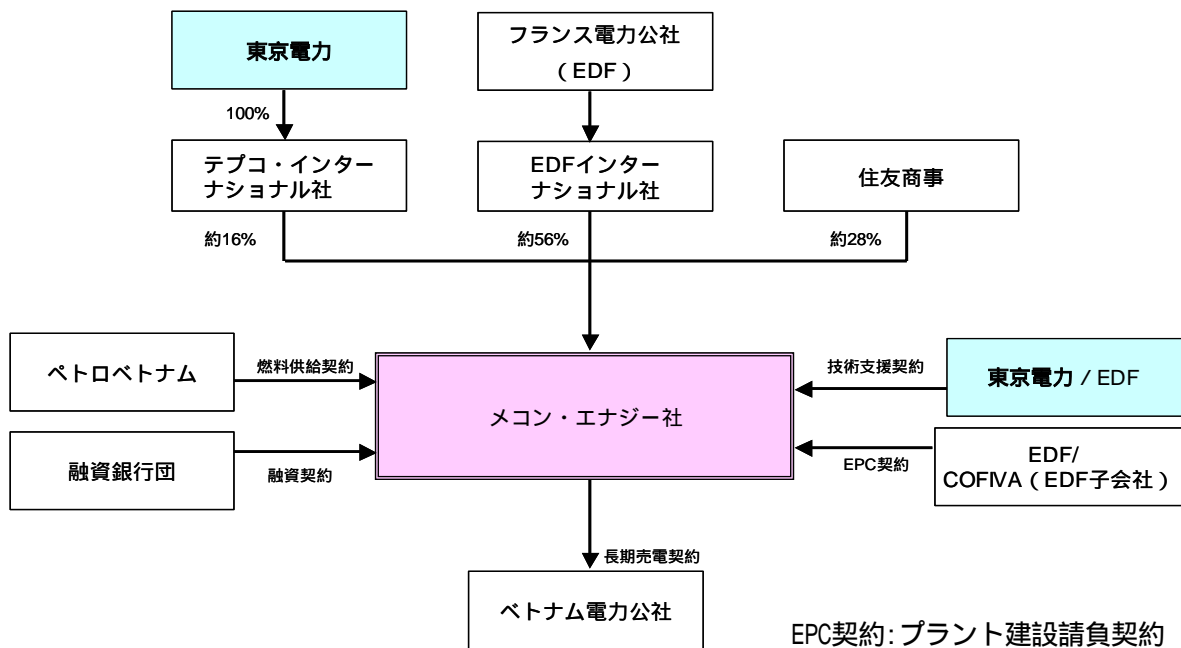 東京電力
フランス電力公社
（EDF）
100%
テプコ・インター
ナショナル社
EDFインター
ナショナル社
住友商事
約16%
約56%
約28%
ペトロベトナム
燃料供給契約
メコン・エナジー社
技術支援契約
東京電力 / EDF
融資銀行団
融資契約
EPC契約
EDF/
COFIVA（EDF子会社）
長期売電契約
ベトナム電力公社
EPC契約：プラント建設請負契約